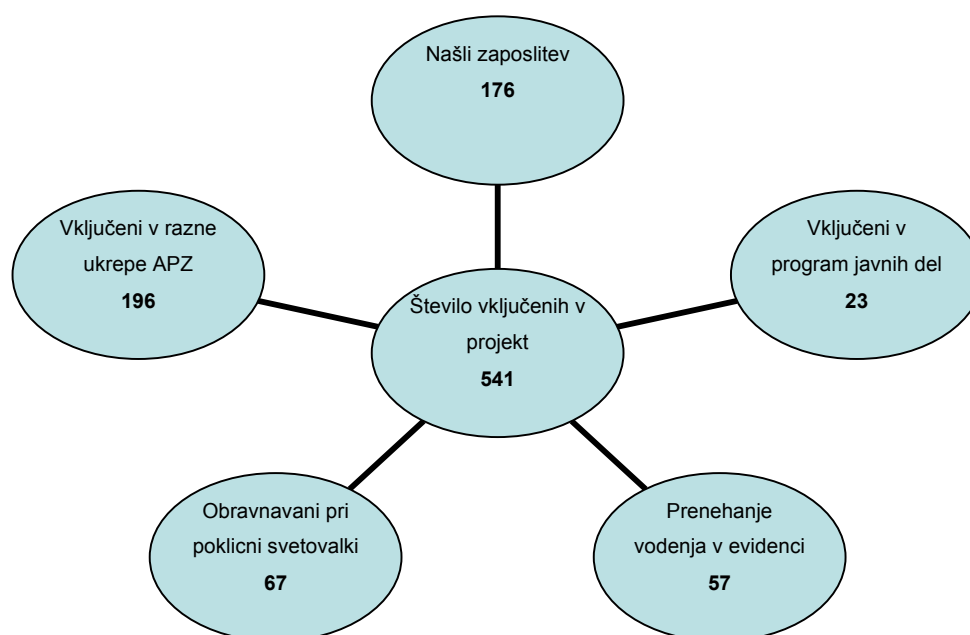 Našli zaposlitev
176
Vključeni v razne
ukrepe APZ
196
Vključeni v
program javnih del
23
Število vključenih v
projekt
541
Obravnavani pri
poklicni svetovalki
67
Prenehanje
vodenja v evidenci
57